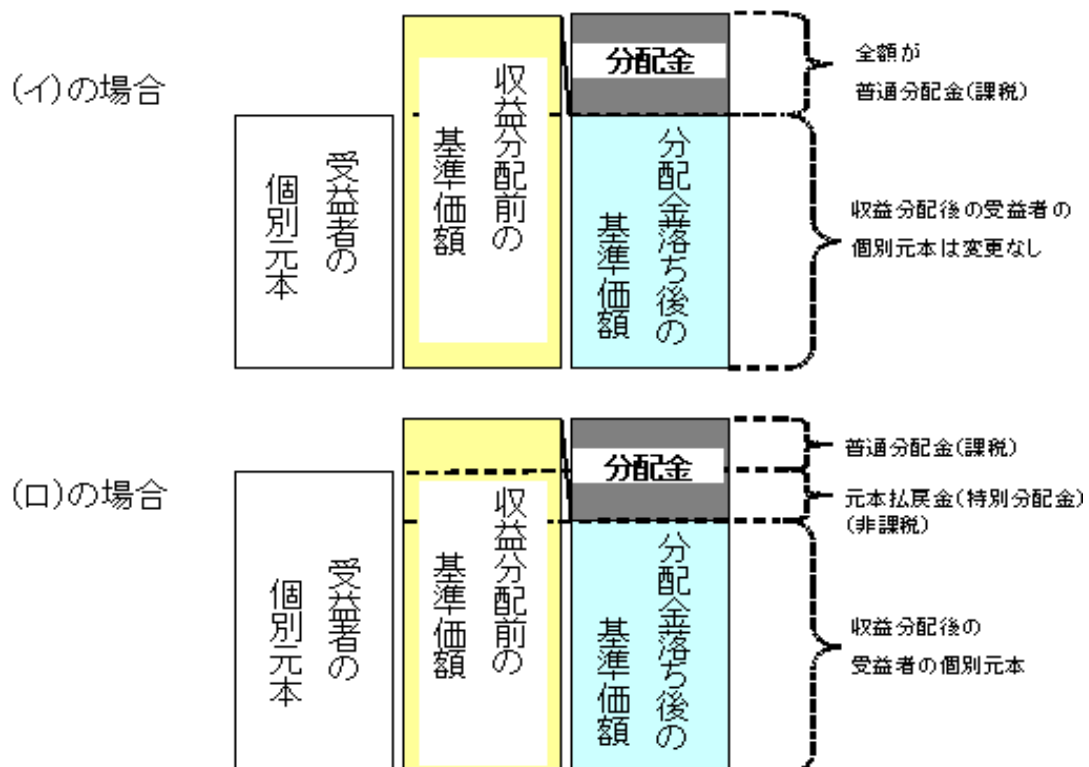 (イ)の場合
受益者の
個別元本
収益分配前の
基準価額
分配金
分配金落ち後の
基準価額
全額が
普通分配金(課税)
収益分配後の受益者の
個別元本は変更なし
(ロ)の場合
受益者の
個別元本
収益分配前の
基準価額
分配金
分配金落ち後の
基準価額
普通分配金(課税)
元本払戻金(特別分配金)
(非課税)
収益分配後の
受益者の個別元本